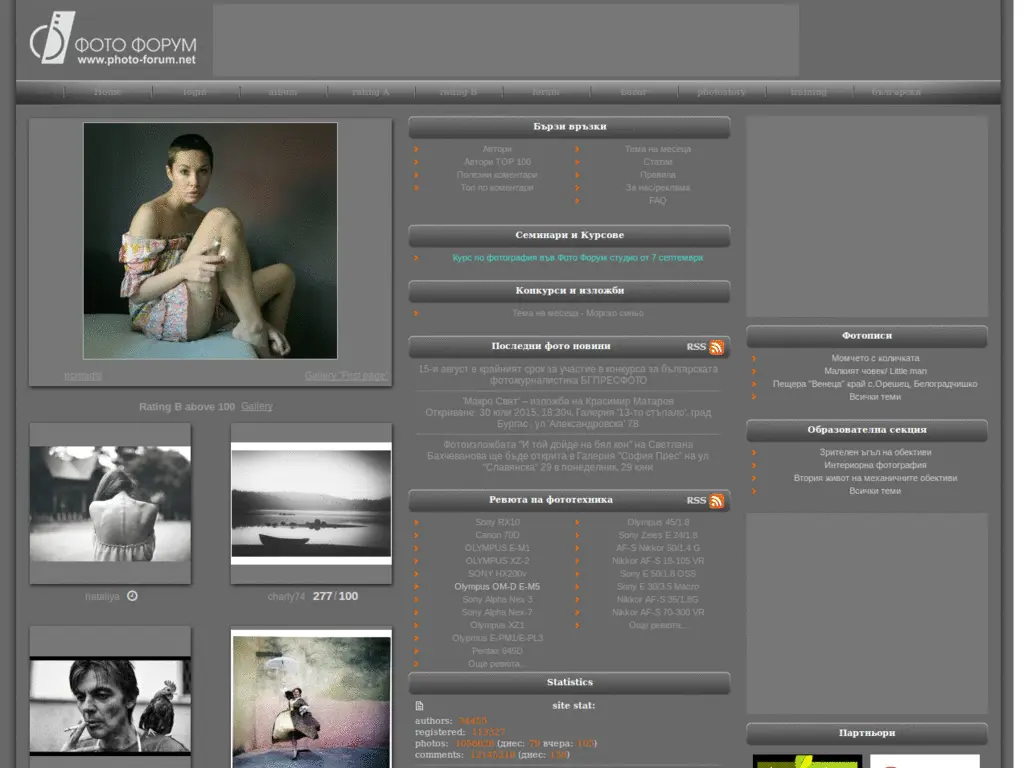 ФОТО ФОРУМ
www.photo-forum.net
Home login album rating A rating B forum bazar photostory training български
nomadu Gallery "First page"
Rating B above 100 Gallery
nataliya
charly74 277/100
Бързи връзки
Автори
Автори TOP 100
Полезни коментари
Топ по коментари
Тема на месеца
Статии
Правила
За нас/реклама
FAQ
Семинари и Курсове
Курс по фотография във Фото Форум студио от 7 септември
Конкурси и изложби
Тема на месеца - Морско синьо
Последни фото новини RSS
15-и август е крайният срок за участие в конкурса за българската
фотожурналистика БГПРЕСФОТО
'Макро Свят' – изложба на Красимир Матаров
Откриване: 30 юли 2015, 18:30ч, Галерия '13-то стъпало', град
Бургас , ул 'Александровска' 78
Фотоизложбата "И той дойде на бял кон" на Светлана
Бахчеванова ще бъде открита в Галерия "София Прес" на ул
"Славянска" 29 в понеделник, 29 юни
Ревюта на фототехника RSS
Sony RX10
Canon 70D
OLYMPUS E-M1
OLYMPUS XZ-2
SONY HX200v
Olympus OM-D E-M5
Sony Alpha Nex 3
Sony Alpha Nex-7
Olympus XZ1
Olypmus E-PM1/E-PL3
Pentax 645D
Още ревюта...
Olympus 45/1.8
Sony Zeiss E 24/1.8
AF-S Nikkor 50/1.4 G
Nikkor AF-S 18-105 VR
Sony E 50/1.8 OSS
Sony E 30/3.5 Macro
Nikkor AF-S 35/1.8G
Nikkor AF-S 70-300 VR
Още ревюта...
Statistics
site stat:
authors:
registered:
photos: (днес: 79 вчера:
comments: (днес:
Фотописи
Момчето с количката
Малкият човек/ Little man
Пещера "Венеца" край с.Орешец, Белоградчишко
Всички теми
Образователна секция
Зрителен ъгъл на обективи
Интериорна фотография
Втория живот на механичните обективи
Всички теми
Партньори